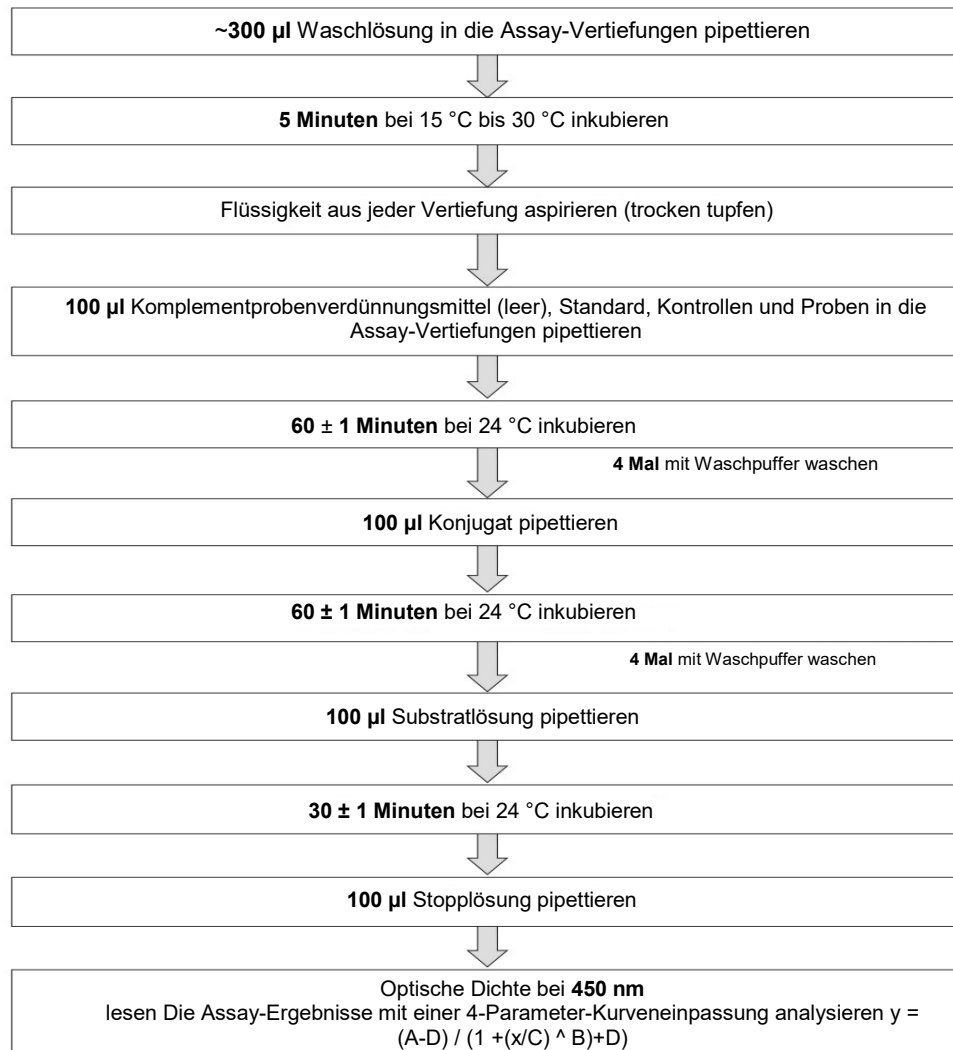 ~300 µl Waschlösung in die Assay-Vertiefungen pipettieren
5 Minuten bei 15 °C bis 30 °C inkubieren
Flüssigkeit aus jeder Vertiefung aspirieren (trocken tupfen)
100 µl Komplementprobenverdünnungsmittel (leer), Standard, Kontrollen und Proben in die
Assay-Vertiefungen pipettieren
60 ± 1 Minuten bei 24 °C inkubieren
4 Mal mit Waschpuffer waschen
100 µl Konjugat pipettieren
60 ± 1 Minuten bei 24 °C inkubieren
4 Mal mit Waschpuffer waschen
100 µl Substratlösung pipettieren
30 ± 1 Minuten bei 24 °C inkubieren
100 µl Stopplösung pipettieren
Optische Dichte bei 450 nm
lesen Die Assay-Ergebnisse mit einer 4-Parameter-Kurveneinpassung analysieren y =
(A-D) / (1 +(x/C) ^ B)+D)